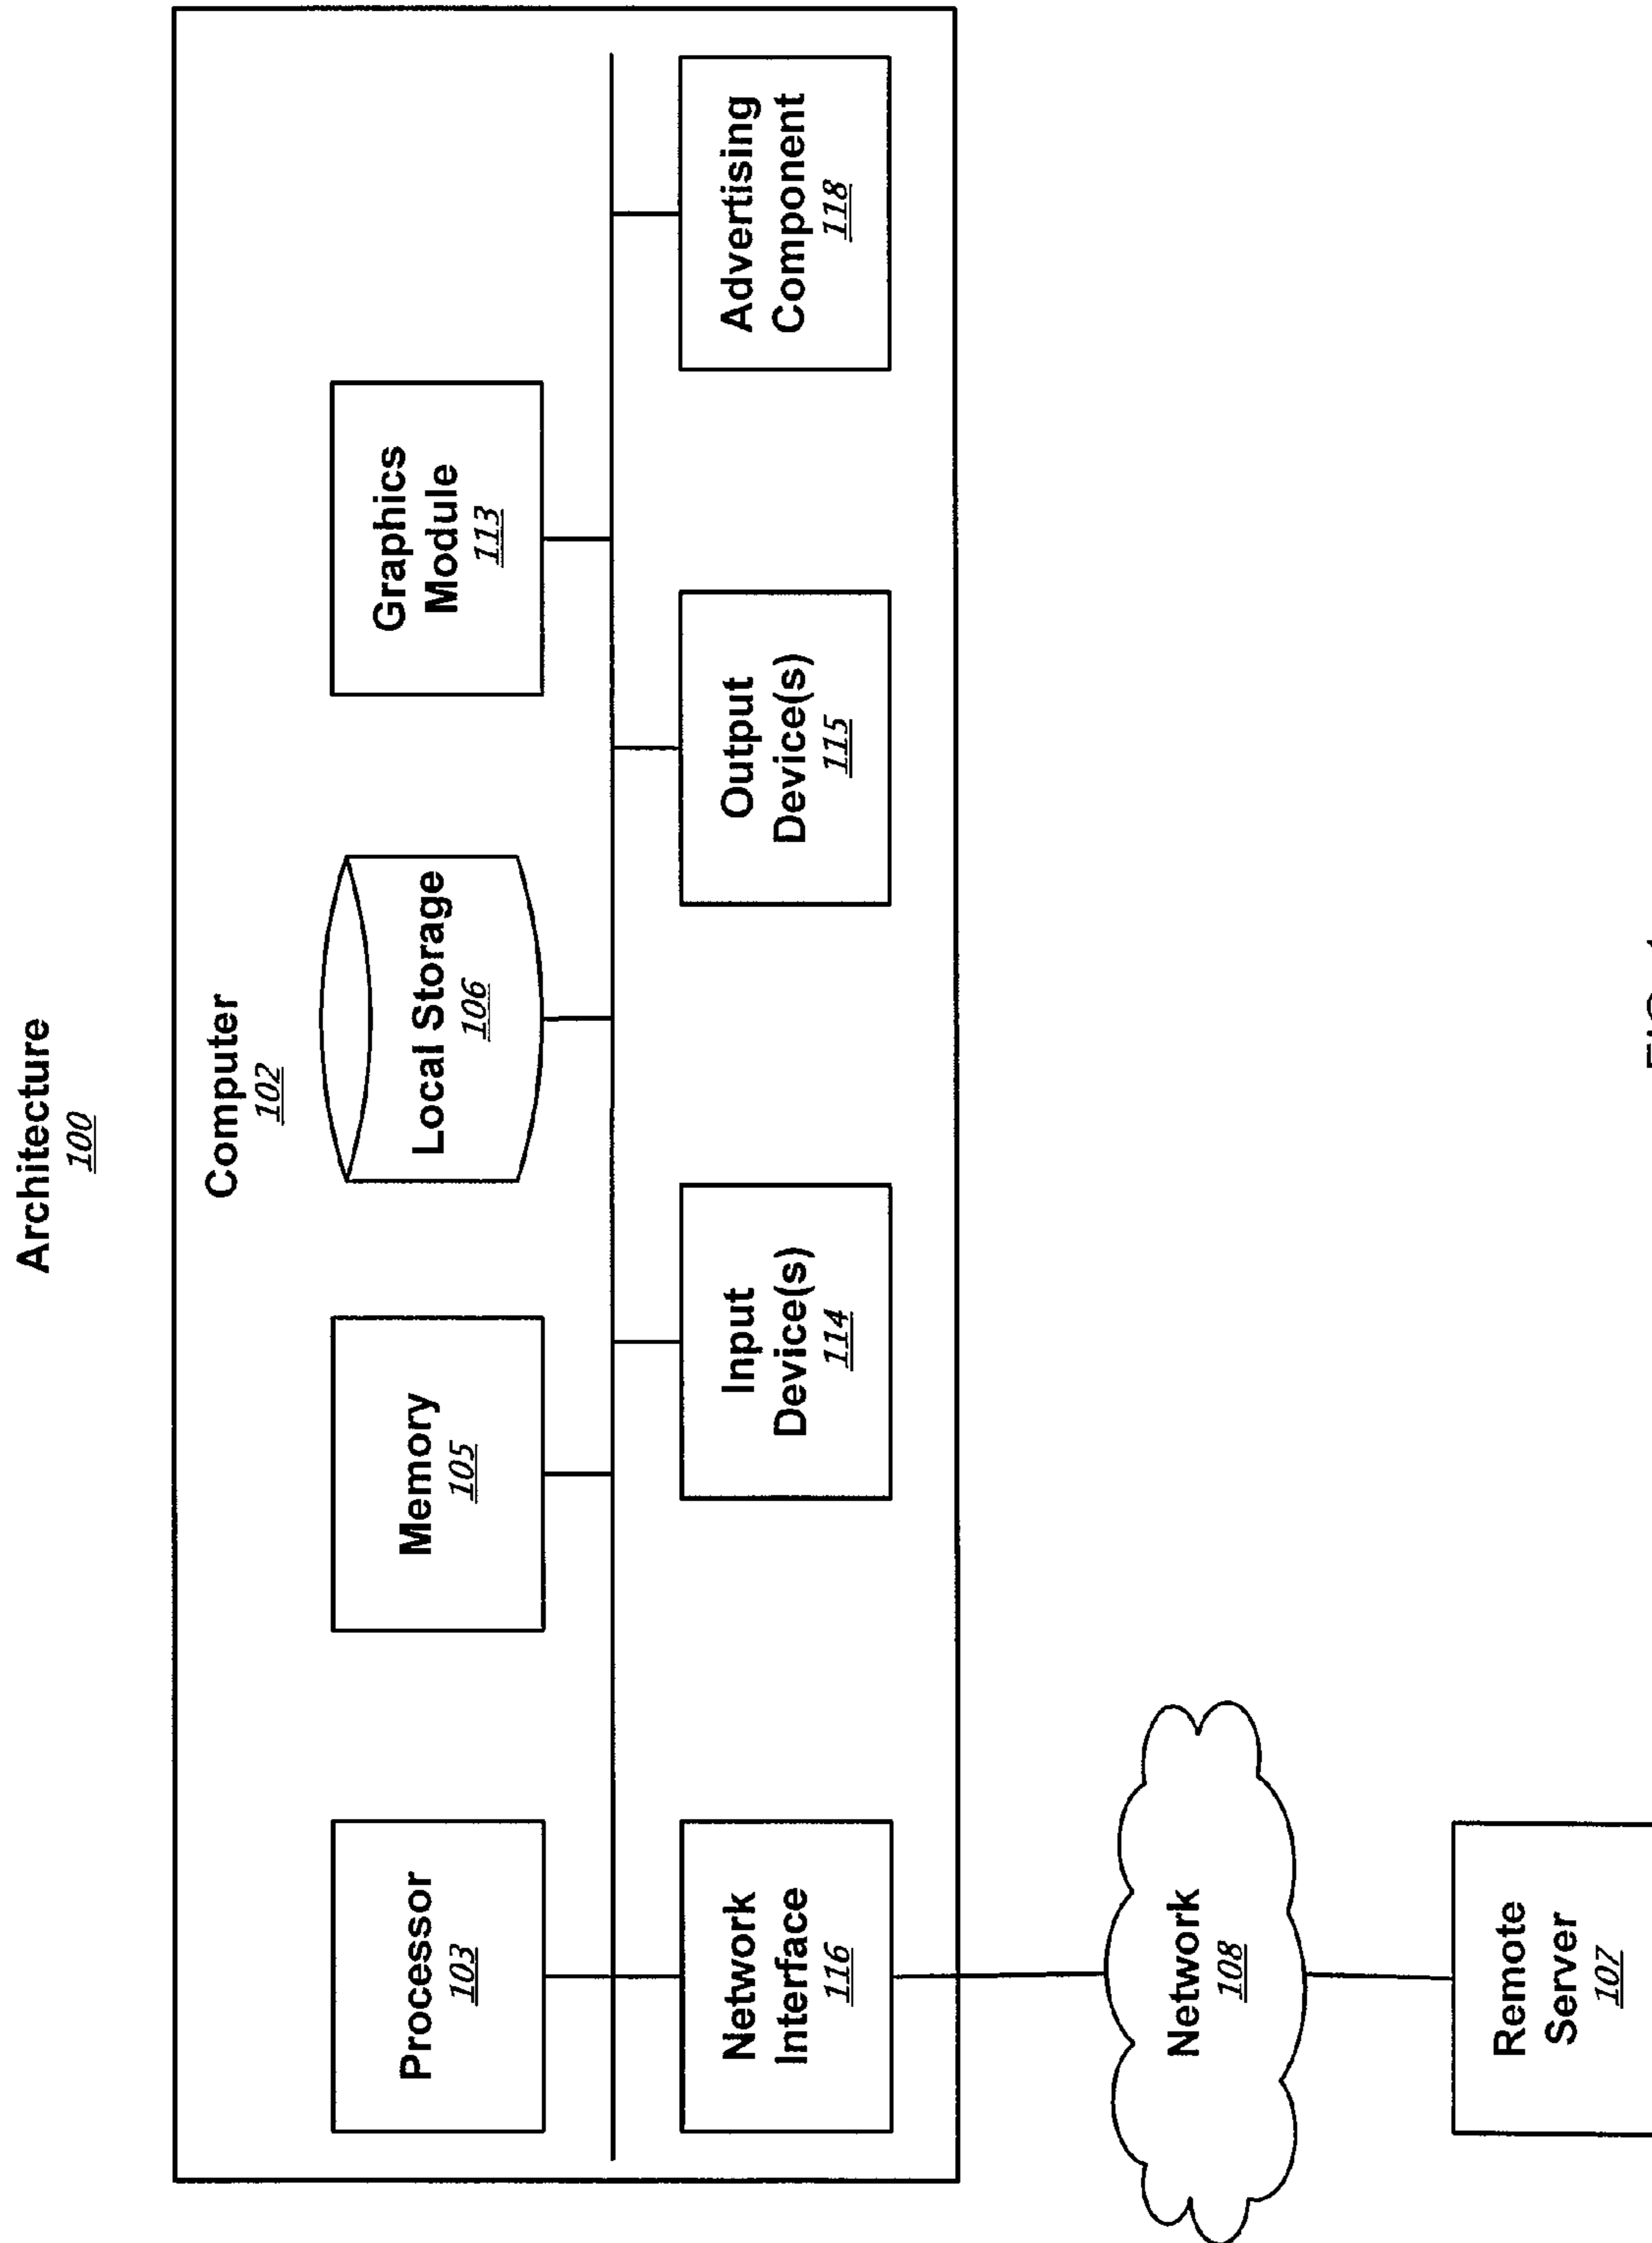 Architecture
100
Computer
102
Processor
103
Memory
105
Local Storage
106
Graphics
Module
113
Network
Interface
116
Input
Device(s)
114
Output
Device(s)
115
Advertising
Component
118
Network
108
Remote
Server
107